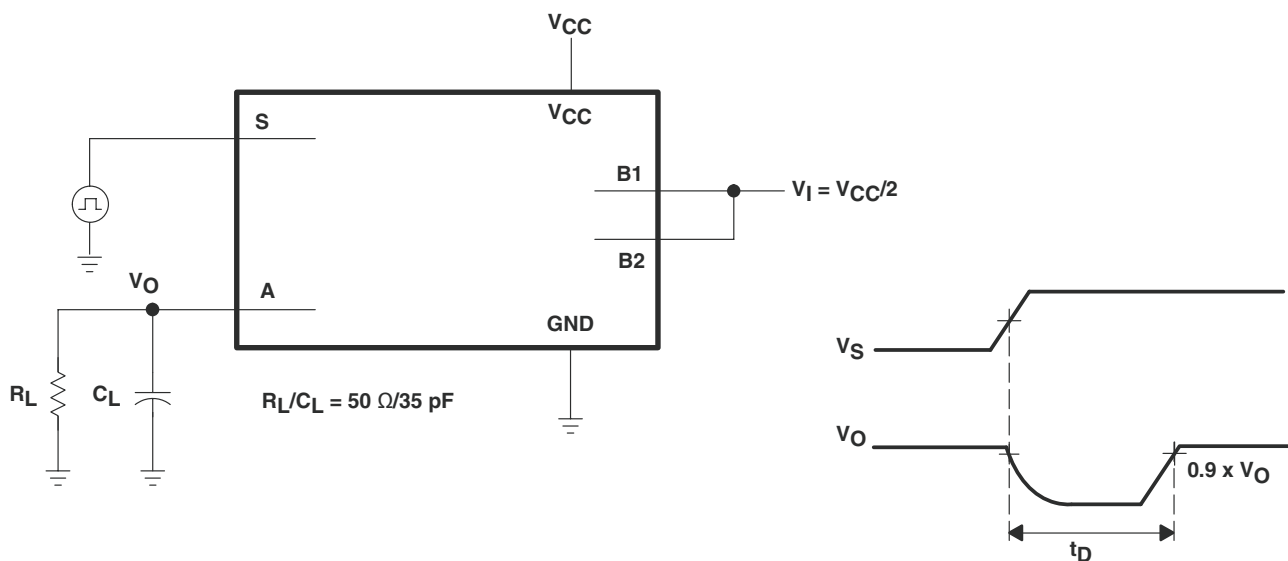 VCC
VCC
S
B1
VI = VCC/2
B2
VO
A
GND
RL
CL
RL/CL = 50 Ω/35 pF
VS
VO
0.9 x VO
tD